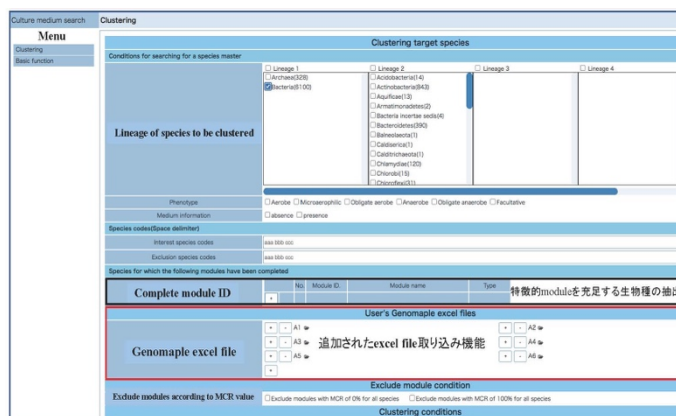 Culture medium search
Clustering
Menu
Clustering
Basic function
Clustering target species
Conditions for searching for a species master
Lineage of species to be clustered
Lineage 1
Archaea(328)
Bacteria(6100)
Lineage 2
Acidobacteria(14)
Actinobacteria(843)
Aquificae(13)
Armatimonadetes(2)
Bacteria incertae sedis(4)
Bacteroidetes(390)
Balneolaeota(1)
Caldiserica(1)
Calditrichaeota(1)
Chlamydiae(120)
Chlorobi(15)
Chloroflexi(31)
Lineage 3
Lineage 4
Phenotype
Aerobe Microaerophilic Obligate aerobe Anaerobe Obligate anaerobe Facultative
Medium information
absence presence
Species codes(Space delimiter)
Interest species codes
aaa bbb ccc
Exclusion species codes
aaa bbb ccc
Species for which the following modules have been completed
Complete module ID
No. Module ID. Module name Type
+
特徴的moduleを充足する生物種の抽出
User's Genomaple excel files
Genomaple excel file
+ - A1
+ - A2
+ - A3
追加されたexcel file取り込み機能
+ - A4
+ - A5
+ - A6
+
Exclude module condition
Exclude modules according to MCR value
Exclude modules with MCR of 0% for all species Exclude modules with MCR of 100% for all species
Clustering conditions